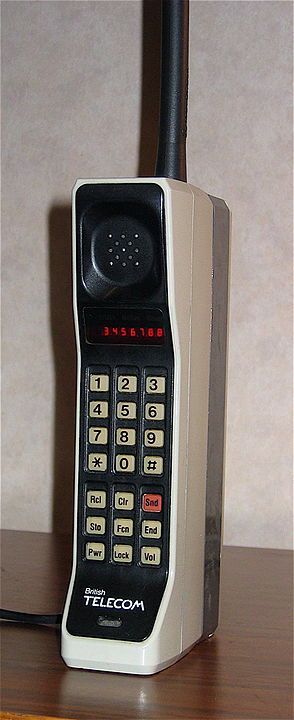 3456788
1 2 3
4 5 6
7 8 9
* 0 #
Rcl Clr Snd
Sto Fcn End
Pwr Lock Vol
British
TELECOM